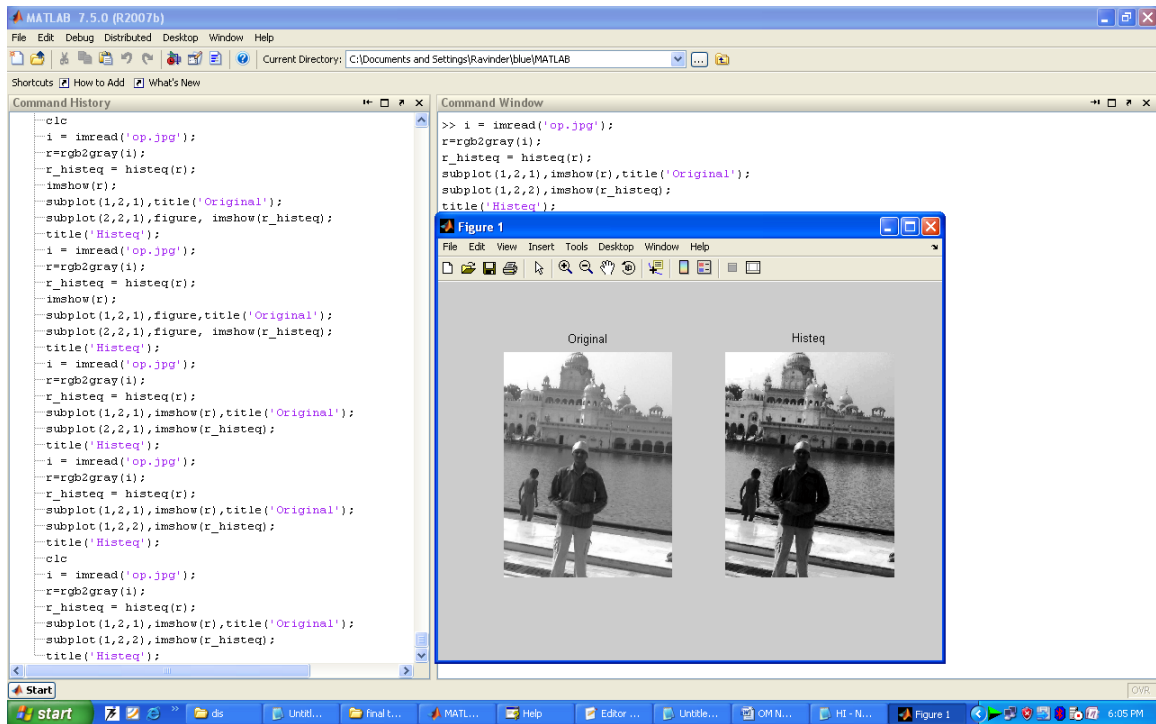 MATLAB 7.5.0 (R2007b)
File Edit Debug Distributed Desktop Window Help
Current Directory: C:\Documents and Settings\Ravinder\blue\MATLAB
Shortcuts How to Add What's New
Command History
clc
i = imread('op.jpg');
r=rgb2gray(i);
r_histeq = histeq(r);
imshow(r);
subplot(1,2,1),title('Original');
subplot(2,2,1),figure, imshow(r_histeq);
title('Histeq');
i = imread('op.jpg');
r=rgb2gray(i);
r_histeq = histeq(r);
imshow(r);
subplot(1,2,1),figure,title('Original');
subplot(2,2,1),figure, imshow(r_histeq);
title('Histeq');
i = imread('op.jpg');
r=rgb2gray(i);
r_histeq = histeq(r);
subplot(1,2,1),imshow(r),title('Original');
subplot(2,2,1),imshow(r_histeq);
title('Histeq');
i = imread('op.jpg');
r=rgb2gray(i);
r_histeq = histeq(r);
subplot(1,2,1),imshow(r),title('Original');
subplot(1,2,2),imshow(r_histeq);
title('Histeq');
clc
i = imread('op.jpg');
r=rgb2gray(i);
r_histeq = histeq(r);
subplot(1,2,1),imshow(r),title('Original');
subplot(1,2,2),imshow(r_histeq);
title('Histeq');
Command Window
>> i = imread('op.jpg');
r=rgb2gray(i);
r_histeq = histeq(r);
subplot(1,2,1),imshow(r),title('Original');
subplot(1,2,2),imshow(r_histeq);
title('Histeq');
Figure 1
File Edit View Insert Tools Desktop Window Help
Original Histeq
Start
OVR
start dis Untitl... final t... MATL... Help Editor ... Untitle... OM N... HI - N... Figure 1 6:05 PM